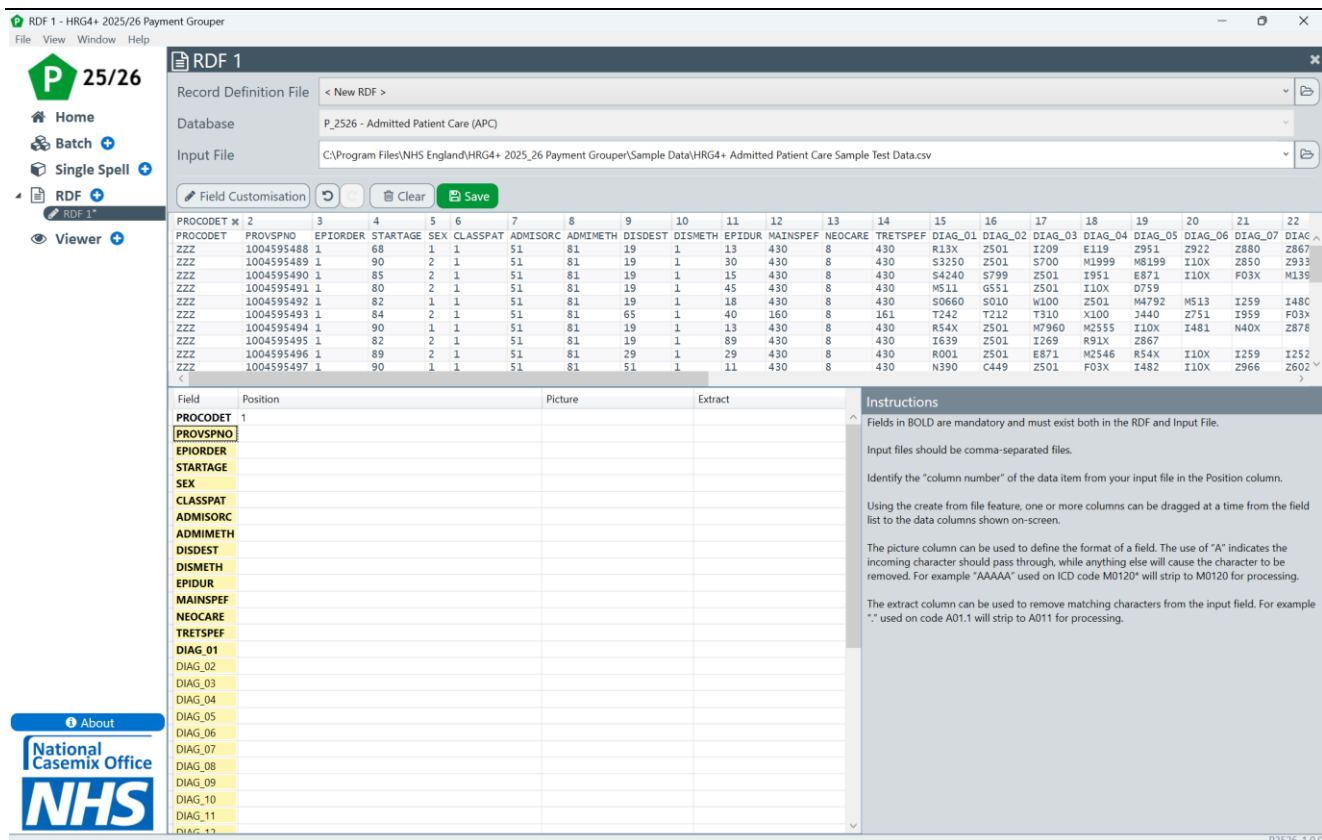 RDF 1 - HRG4+ 2025/26 Payment Grouper
File View Window Help
P 25/26
Home
Batch
Single Spell
RDF
RDF 1*
Viewer
RDF 1
Record Definition File < New RDF >
Database P_2526 - Admitted Patient Care (APC)
Input File C:\Program Files\NHS England\HRG4+ 2025_26 Payment Grouper\Sample Data\HRG4+ Admitted Patient Care Sample Test Data.csv
Field Customisation Clear Save
PROCODET 2 3 4 5 6 7 8 9 10 11 12 13 14 15 16 17 18 19 20 21 22
PROCODET PROVSPNO EPIORDER STARTAGE SEX CLASSPAT ADMISORC ADMIMETH DISDEST DISMETH EPIDUR MAINSPEF NEOCARE TRETSPEF DIAG_01 DIAG_02 DIAG_03 DIAG_04 DIAG_05 DIAG_06 DIAG_07 DIAG
ZZZ 1004595488 1 68 1 1 51 81 19 1 13 430 8 430 R13X Z501 I209 E119 Z951 Z922 Z880 Z867
ZZZ 1004595489 1 90 2 1 51 81 19 1 30 430 8 430 S3250 Z501 S700 M1999 M8199 I10X Z850 Z933
ZZZ 1004595490 1 85 2 1 51 81 19 1 15 430 8 430 S4240 S799 Z501 I951 E871 I10X F03X M139
ZZZ 1004595491 1 80 2 1 51 81 19 1 45 430 8 430 M511 G551 Z501 I10X D759
ZZZ 1004595492 1 82 1 1 51 81 19 1 18 430 8 430 S0660 S010 W100 Z501 M4792 M513 I259 I480
ZZZ 1004595493 1 84 2 1 51 81 65 1 40 160 8 161 T242 T212 T310 X100 J440 Z751 I959 F03X
ZZZ 1004595494 1 90 1 1 51 81 19 1 13 430 8 430 R54X Z501 M7960 M2555 I10X I481 N40X Z878
ZZZ 1004595495 1 82 2 1 51 81 19 1 89 430 8 430 I639 Z501 I269 R91X Z867
ZZZ 1004595496 1 89 2 1 51 81 29 1 29 430 8 430 R001 Z501 E871 M2546 R54X I10X I259 I252
ZZZ 1004595497 1 90 1 1 51 81 51 1 11 430 8 430 N390 C449 Z501 F03X I482 I10X Z966 Z602
Field Position Picture Extract
PROCODET 1
PROVSPNO
EPIORDER
STARTAGE
SEX
CLASSPAT
ADMISORC
ADMIMETH
DISDEST
DISMETH
EPIDUR
MAINSPEF
NEOCARE
TRETSPEF
DIAG_01
DIAG_02
DIAG_03
DIAG_04
DIAG_05
DIAG_06
DIAG_07
DIAG_08
DIAG_09
DIAG_10
DIAG_11
DIAG_12
Instructions
Fields in BOLD are mandatory and must exist both in the RDF and Input File.
Input files should be comma-separated files.
Identify the "column number" of the data item from your input file in the Position column.
Using the create from file feature, one or more columns can be dragged at a time from the field
list to the data columns shown on-screen.
The picture column can be used to define the format of a field. The use of "A" indicates the
incoming character should pass through, while anything else will cause the character to be
removed. For example "AAAAA" used on ICD code M0120* will strip to M0120 for processing.
The extract column can be used to remove matching characters from the input field. For example
"." used on code A01.1 will strip to A011 for processing.
About
National
Casemix Office
NHS